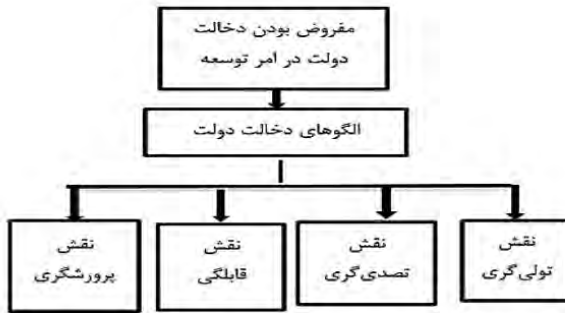 مفروض بودن دخالت
دولت در امر توسعه
الگوهای دخالت دولت
نقش
تولی‌گری
نقش
تصدی‌گری
نقش
قابلگی
نقش
پرورشگری